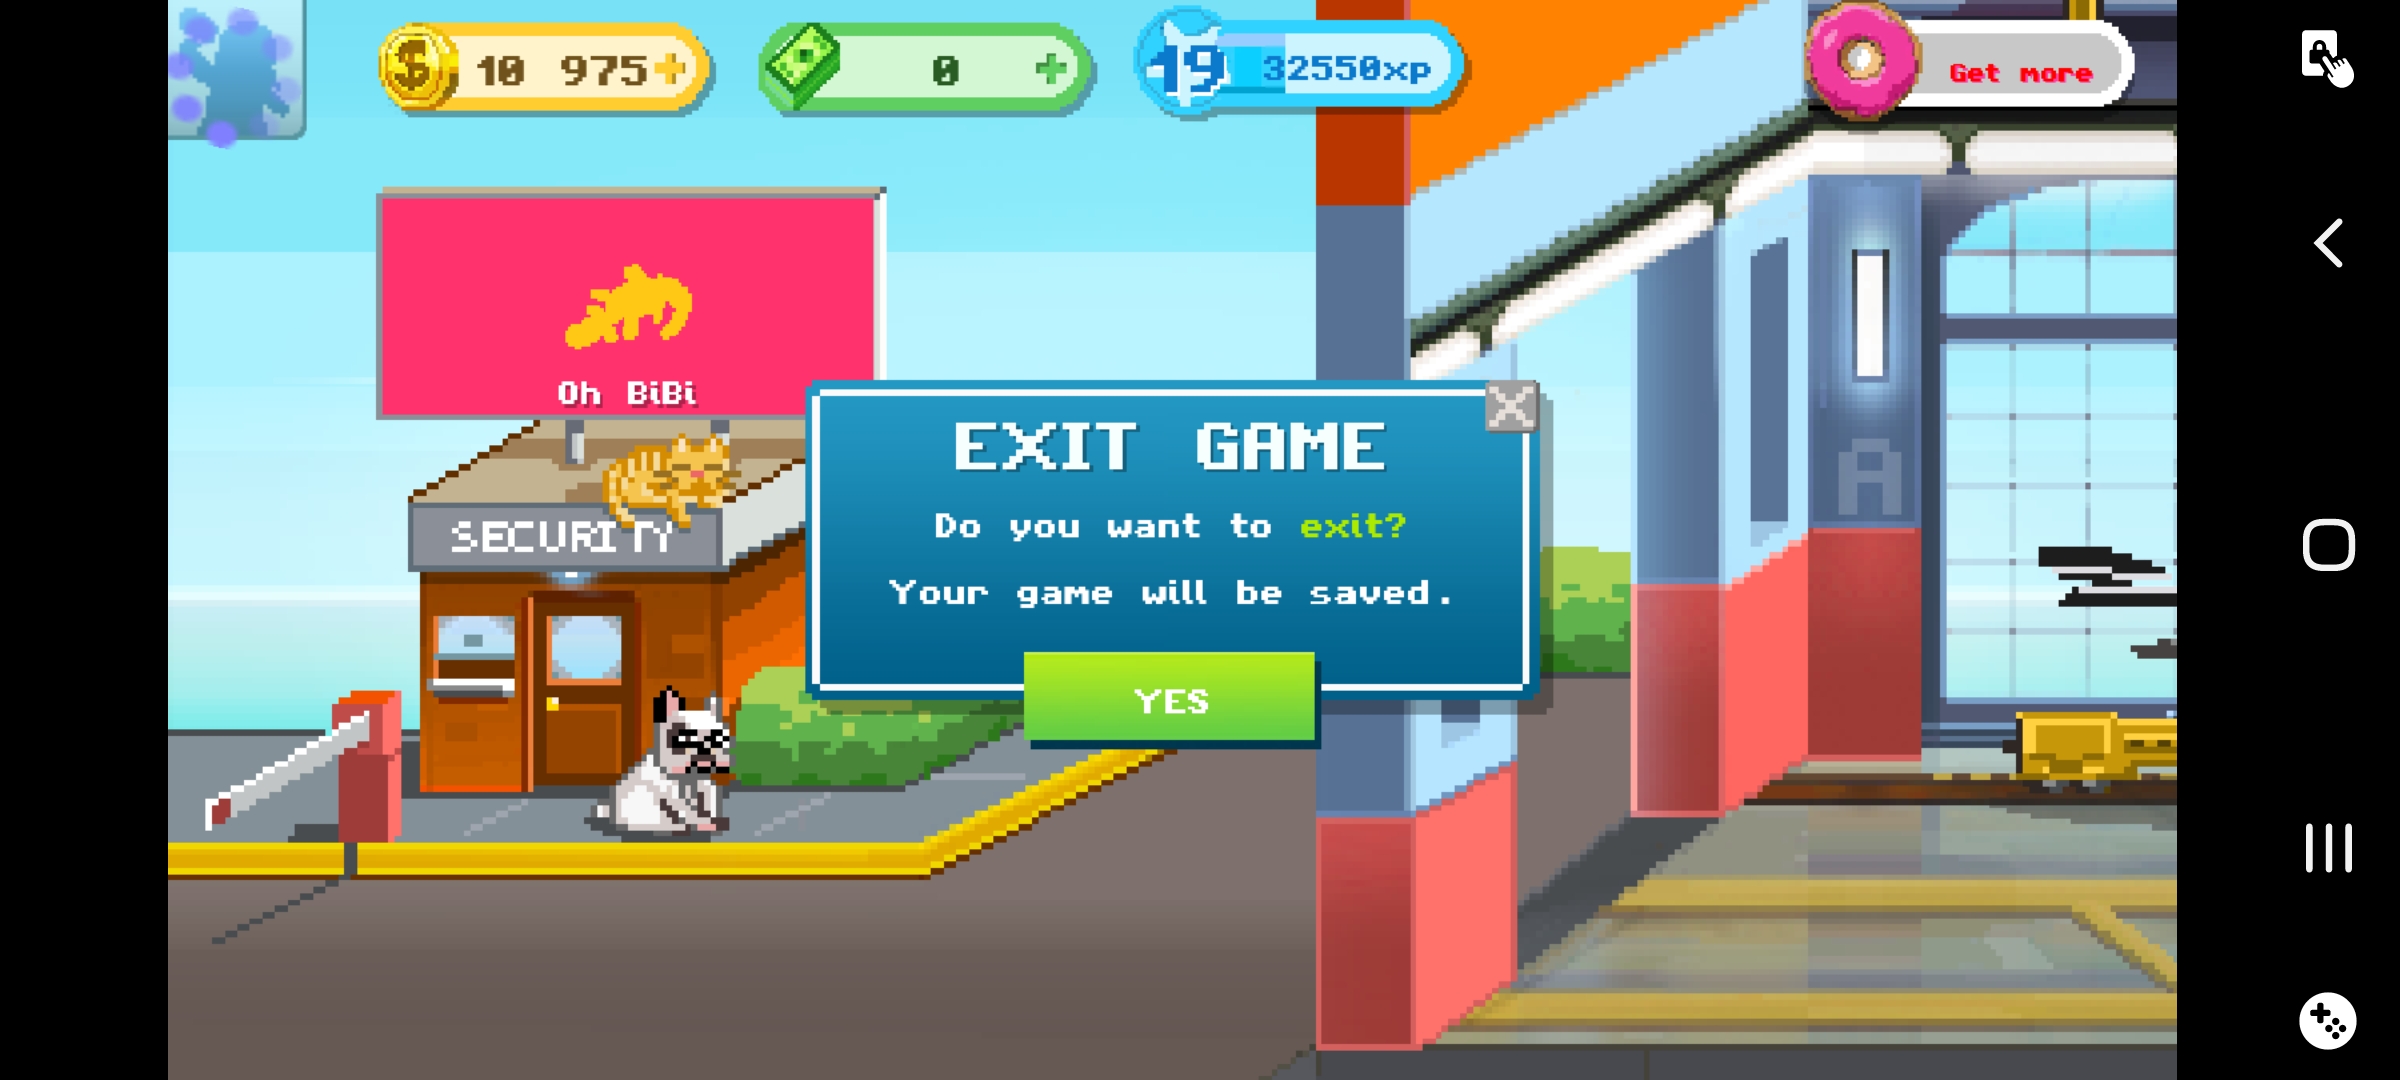 10 975
0
19
32550xp
Get more
Oh BiBi
SECURITY
A
EXIT GAME
Do you want to exit?
Your game will be saved.
YES